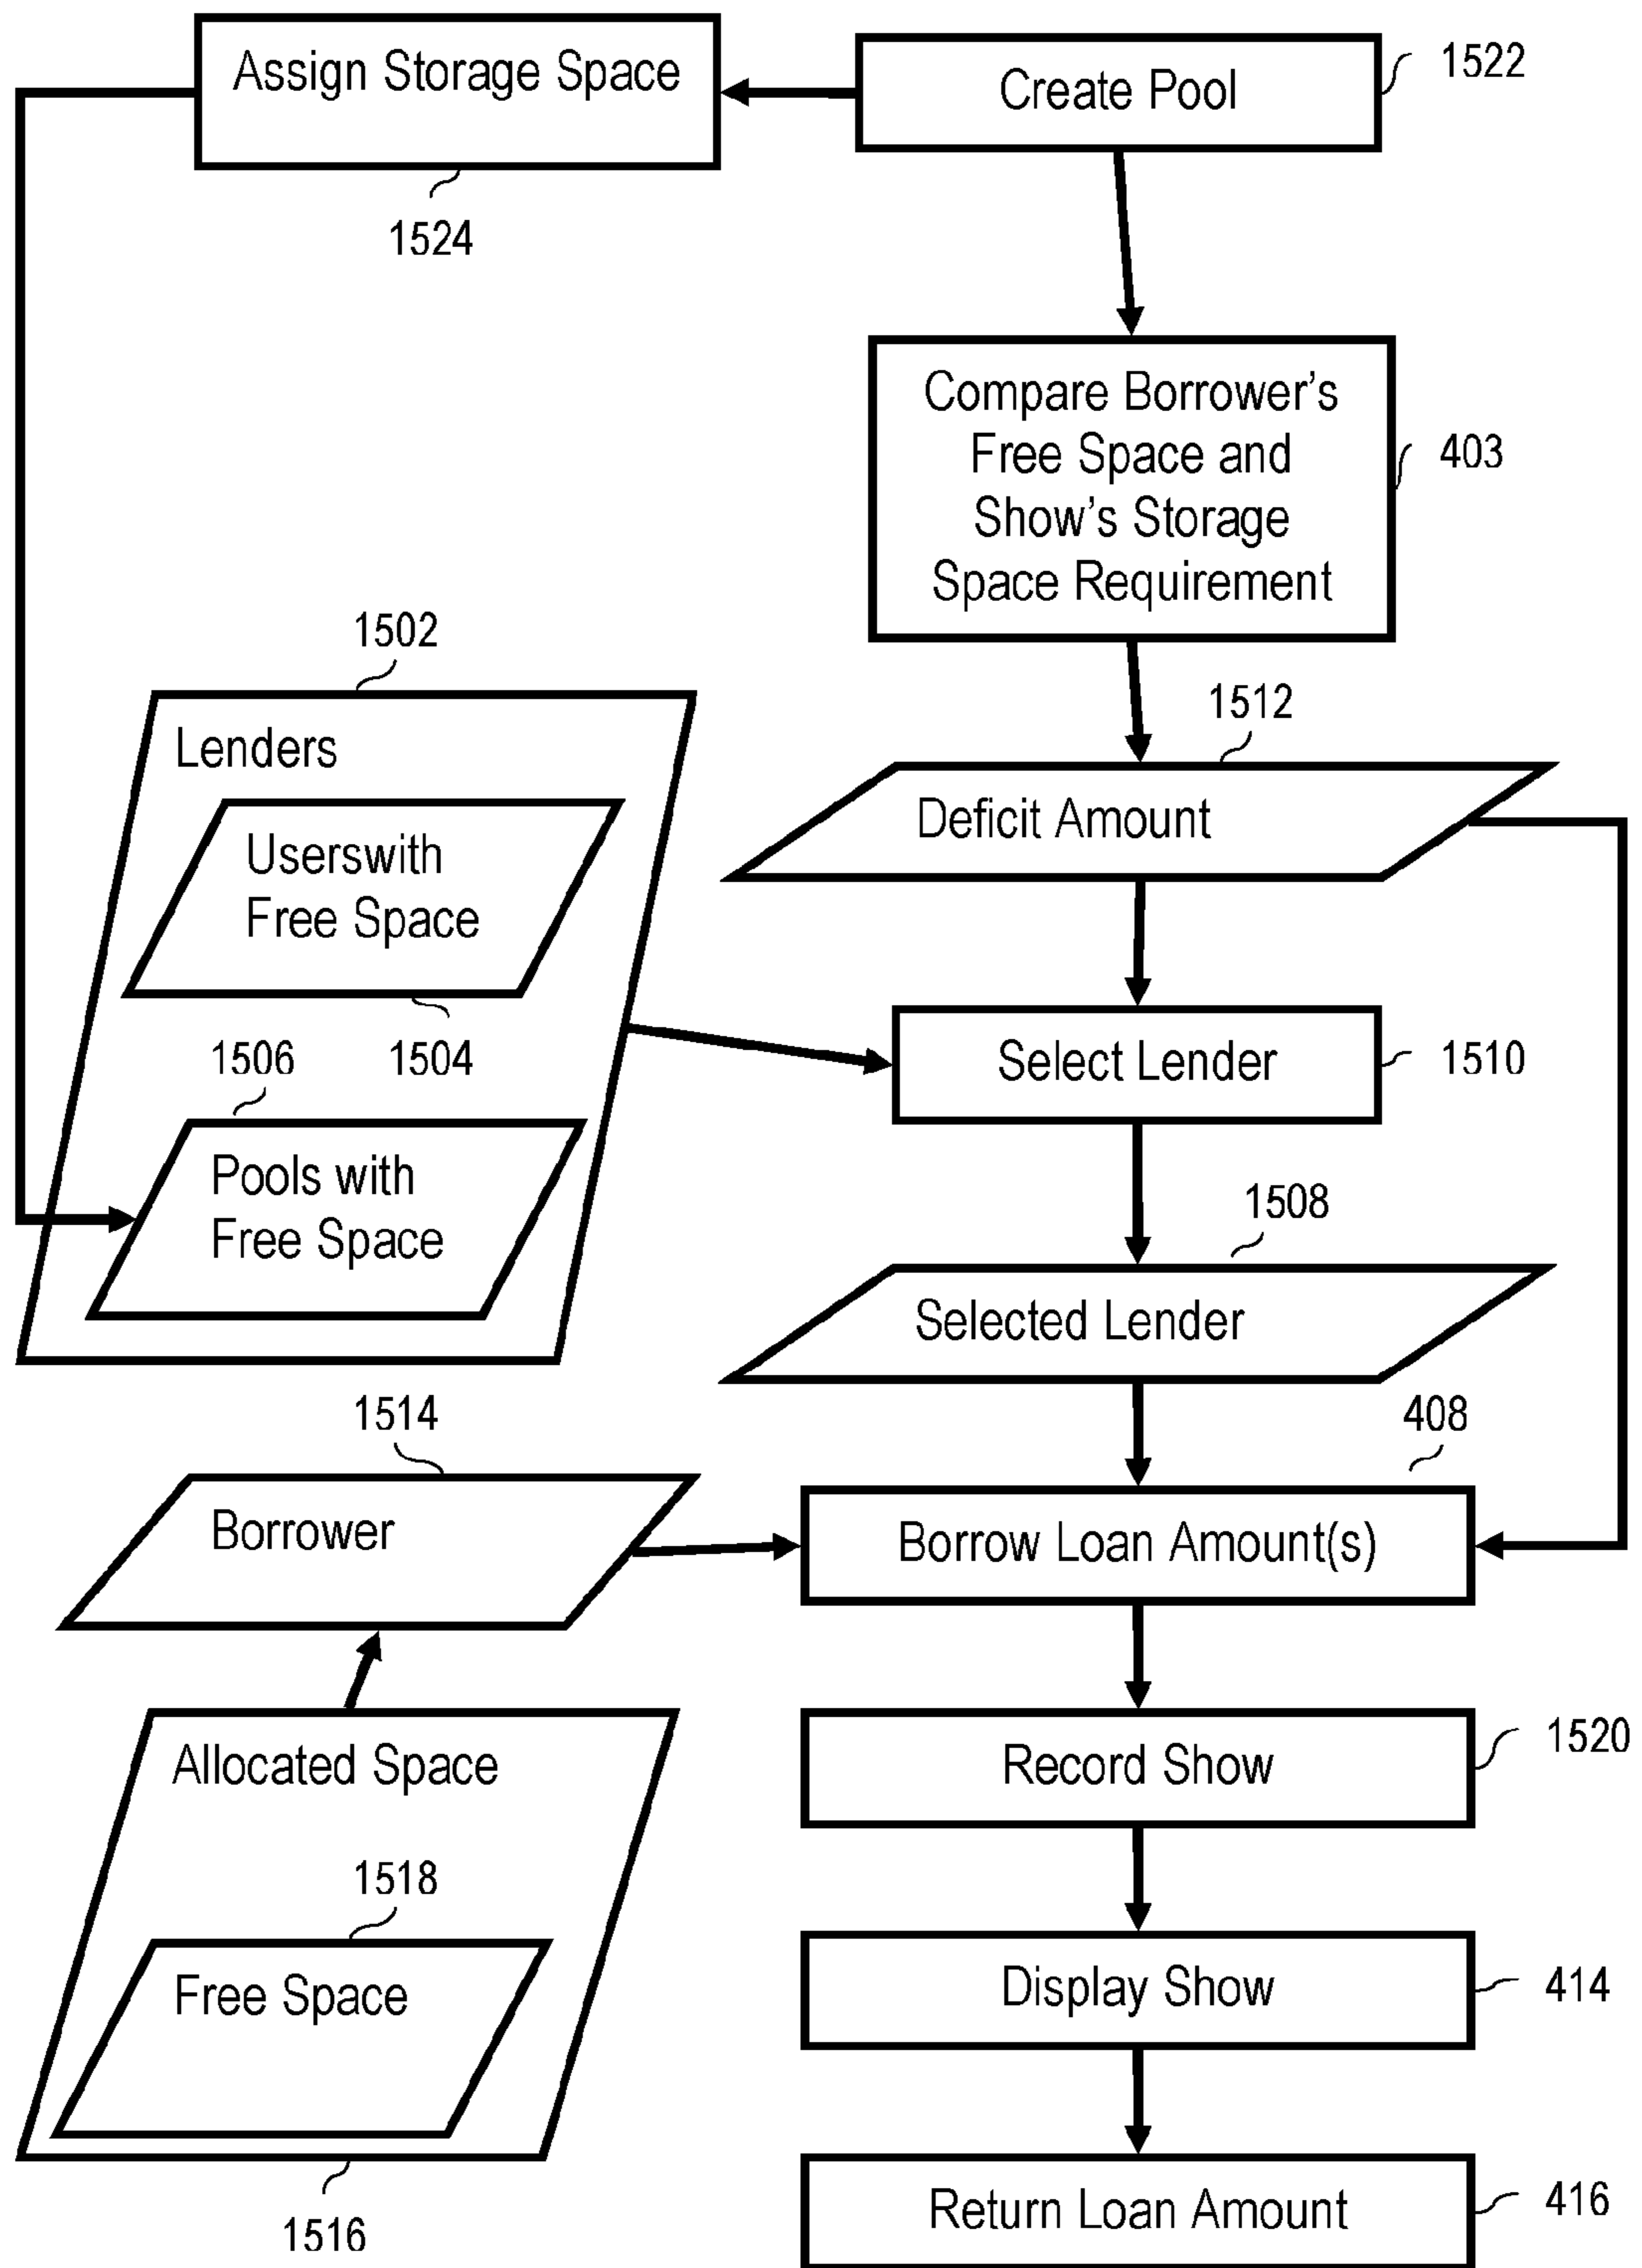 Assign Storage Space
Create Pool
1522
1524
Compare Borrower's
Free Space and
Show's Storage
Space Requirement
403
1502
Lenders
1512
Deficit Amount
Userswith
Free Space
1504
1506
Pools with
Free Space
Select Lender
1510
1508
Selected Lender
408
1514
Borrower
Borrow Loan Amount(s)
Allocated Space
Record Show
1520
1518
Free Space
Display Show
414
1516
Return Loan Amount
416